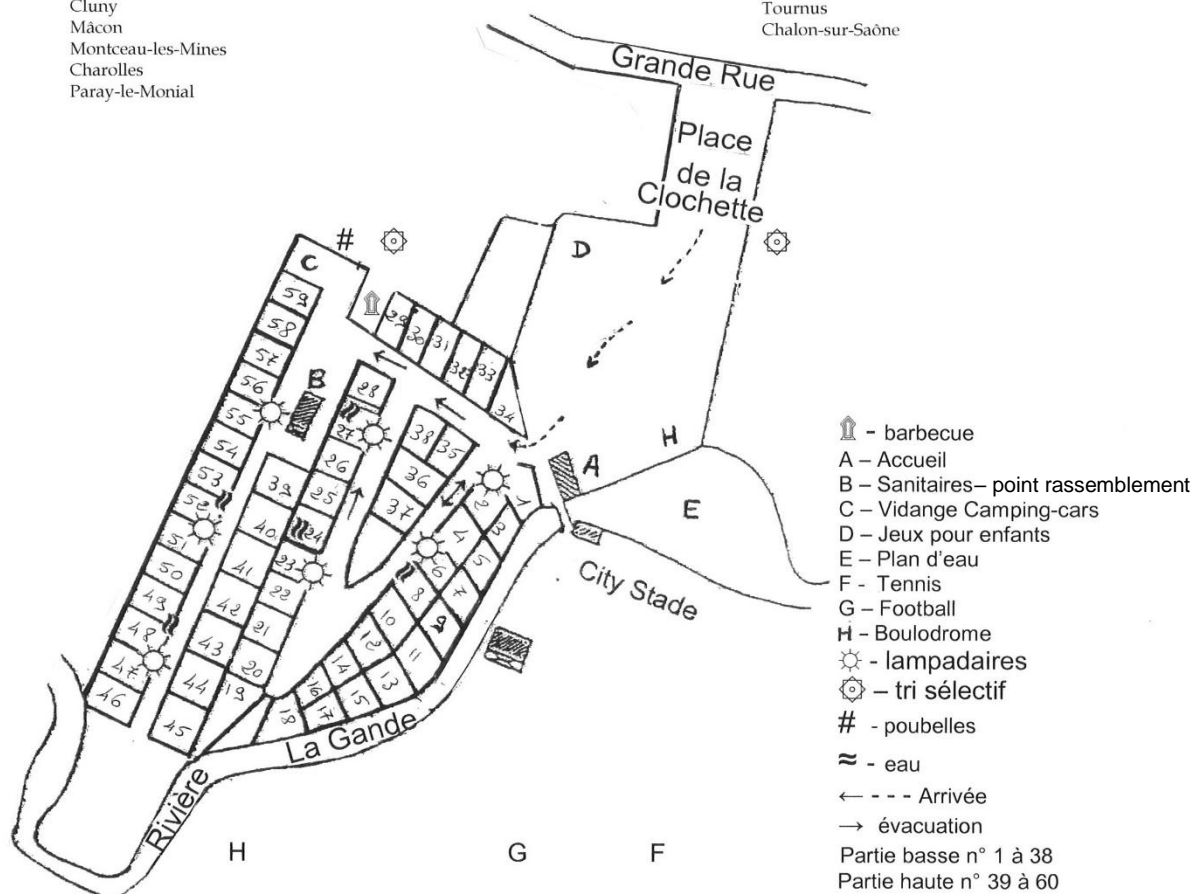 Cluny
Mâcon
Montceau-les-Mines
Charolles
Paray-le-Monial
Tournus
Chalon-sur-Saône
Grande Rue
Place
de la
Clochette
#
D
C
59
58
57
56
55
54
53
52
51
50
49
48
47
46
B
29
30
31
32
33
34
28
27
26
25
24
23
22
21
20
19
38
35
36
37
39
40
41
42
43
44
45
1
2
3
4
5
6
7
8
9
10
11
12
13
14
15
16
17
18
A
H
E
City Stade
La Gande
Rivière
H
G
F
- barbecue
A – Accueil
B – Sanitaires– point rassemblement
C – Vidange Camping-cars
D – Jeux pour enfants
E – Plan d'eau
F - Tennis
G – Football
H – Boulodrome
- lampadaires
– tri sélectif
# - poubelles
≈ - eau
← - - - Arrivée
→ évacuation
Partie basse n° 1 à 38
Partie haute n° 39 à 60